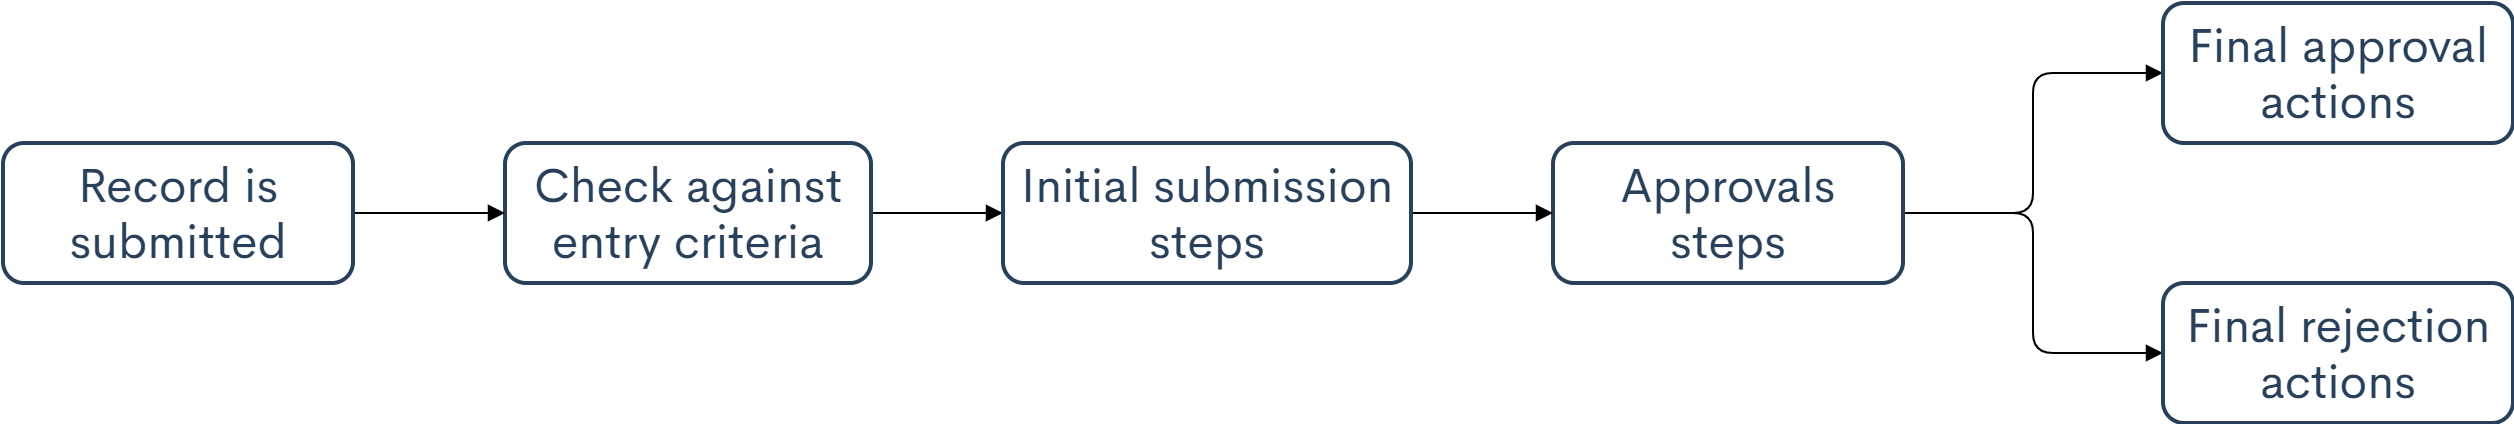 Record is
submitted
Check against
entry criteria
Initial submission
steps
Approvals
steps
Final approval
actions
Final rejection
actions